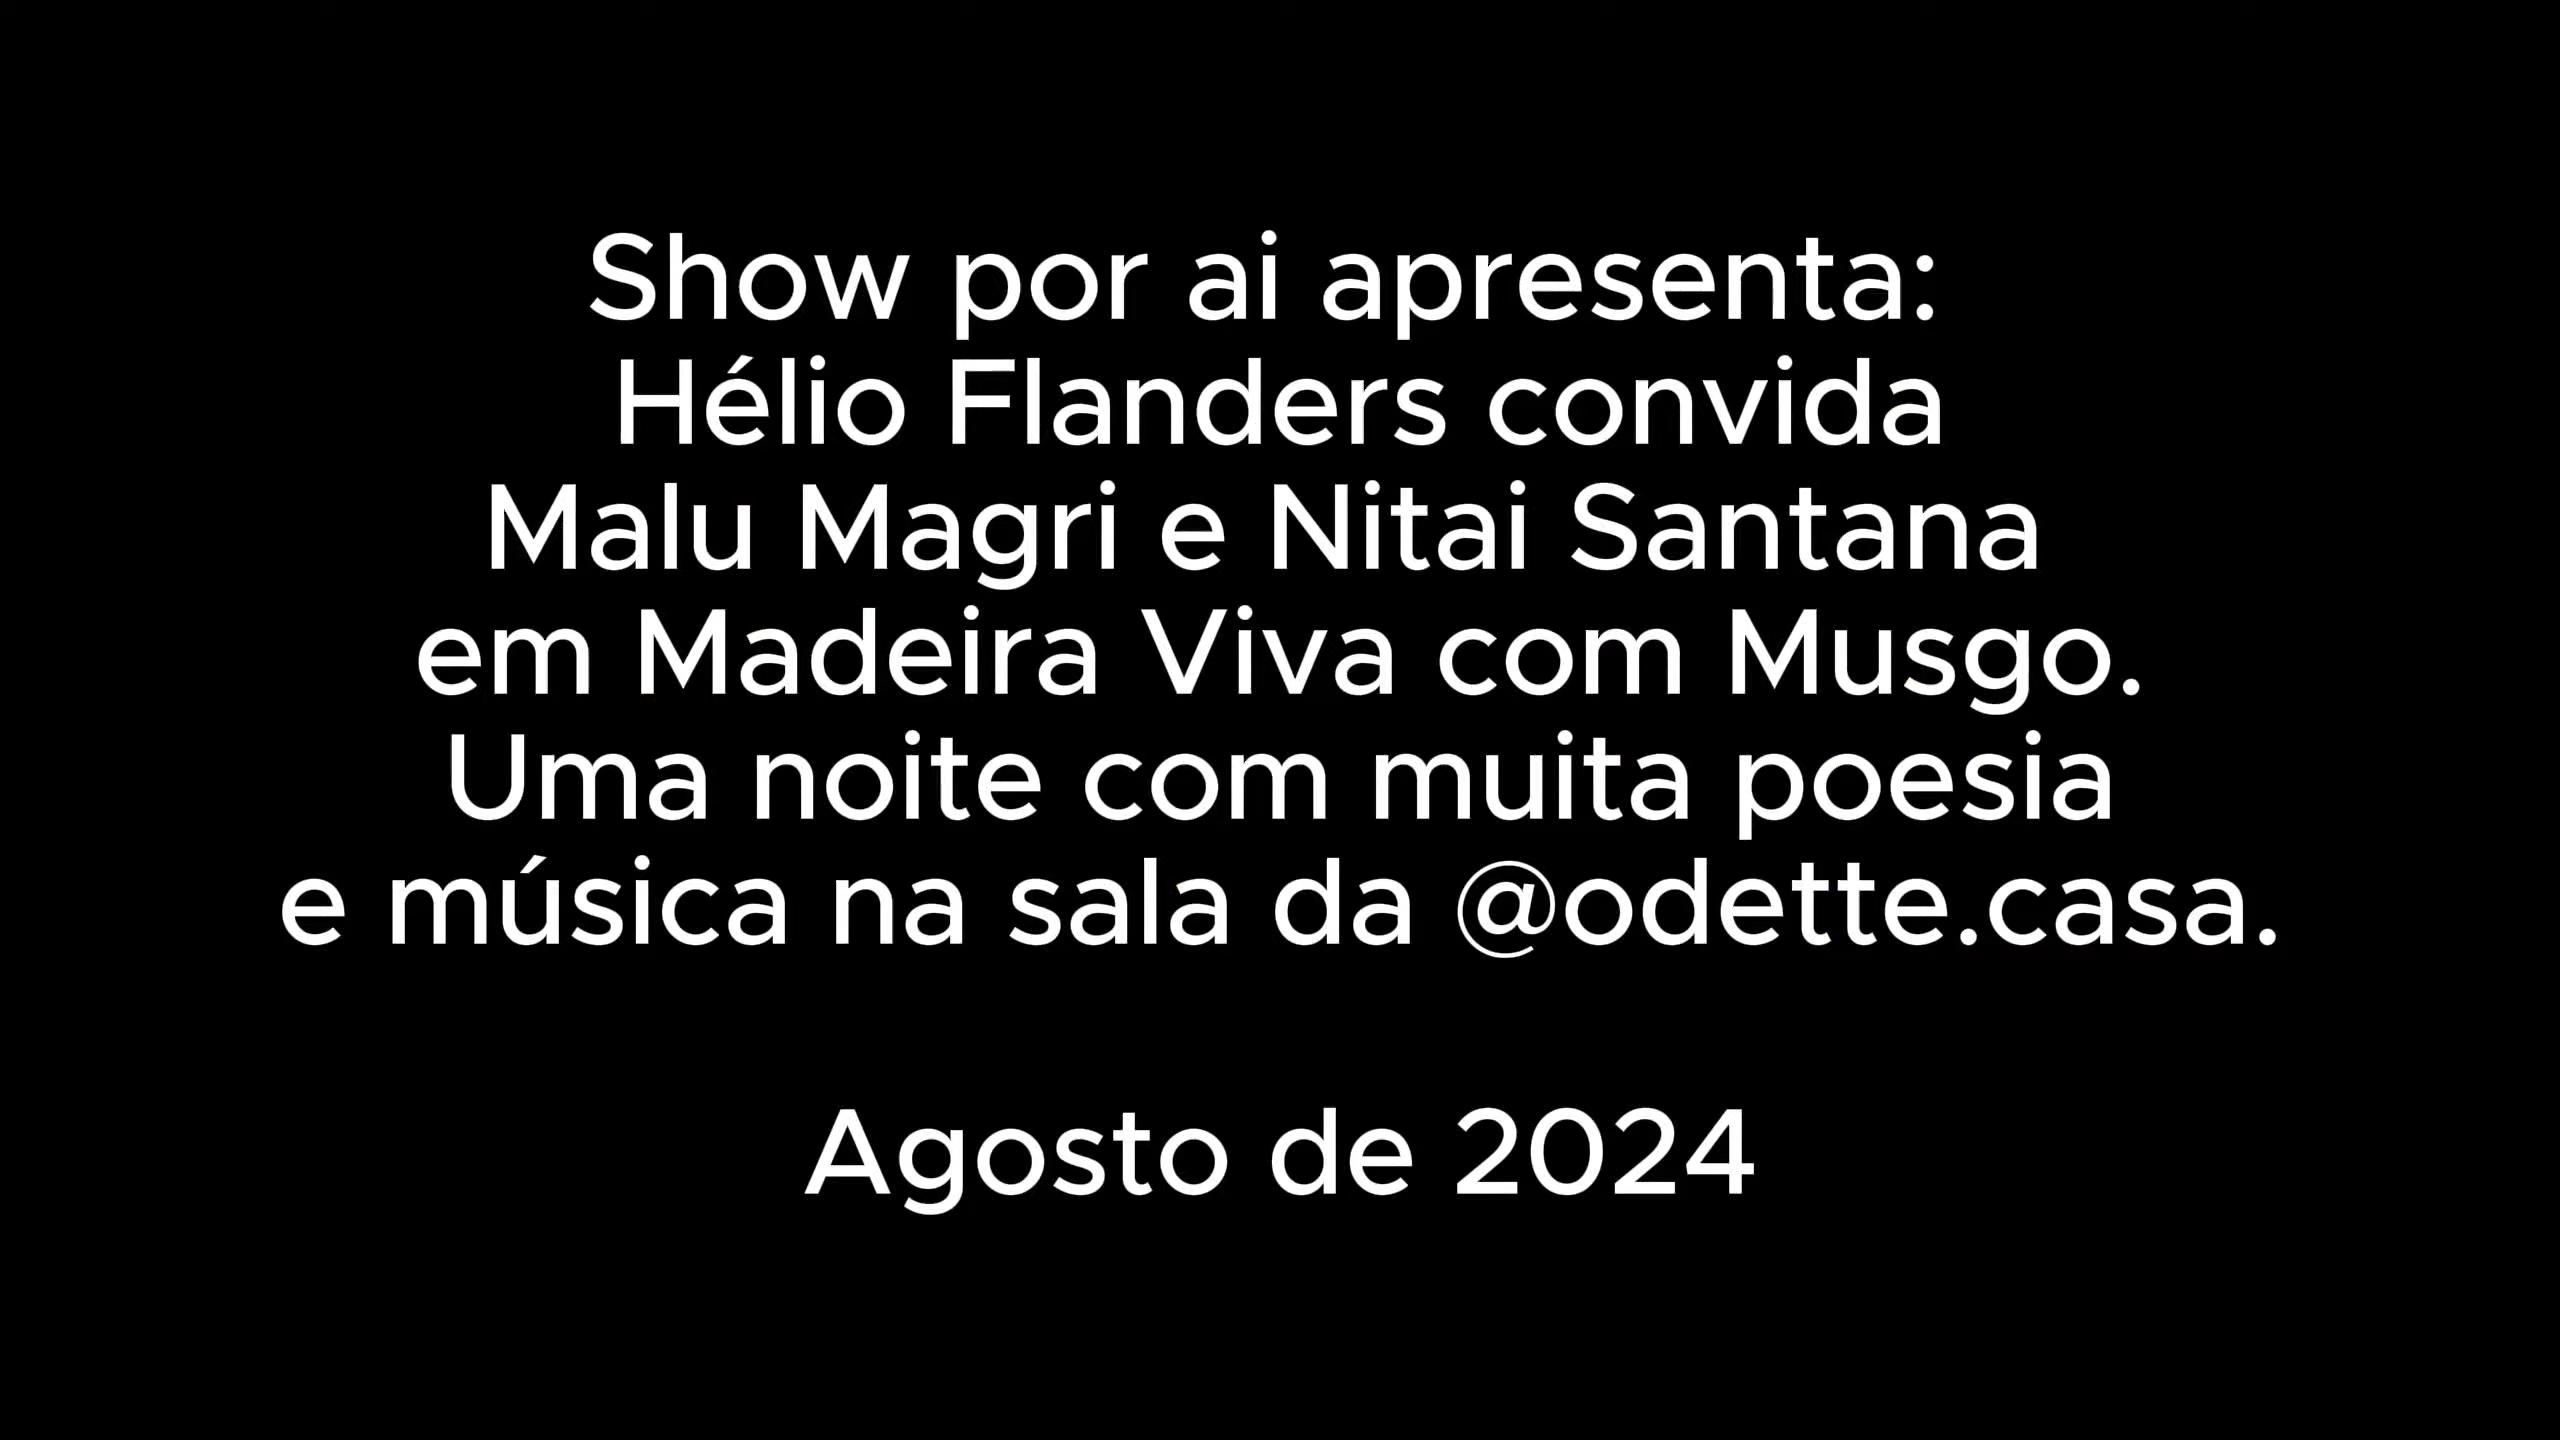 Show por ai apresenta:
Hélio Flanders convida
Malu Magri e Nitai Santana
em Madeira Viva com Musgo.
Uma noite com muita poesia
e música na sala da @odette.casa.
Agosto de 2024